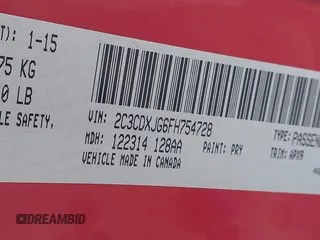 T): 1-15
75 KG
0 LB
LE SAFETY,
VIN: 2C3CDXJG6FH754728
TYPE: PASSEN
MDH: 122314 128AA
PAINT: PRY
TRIM: APX9
VEHICLE MADE IN CANADA
DREAMBID